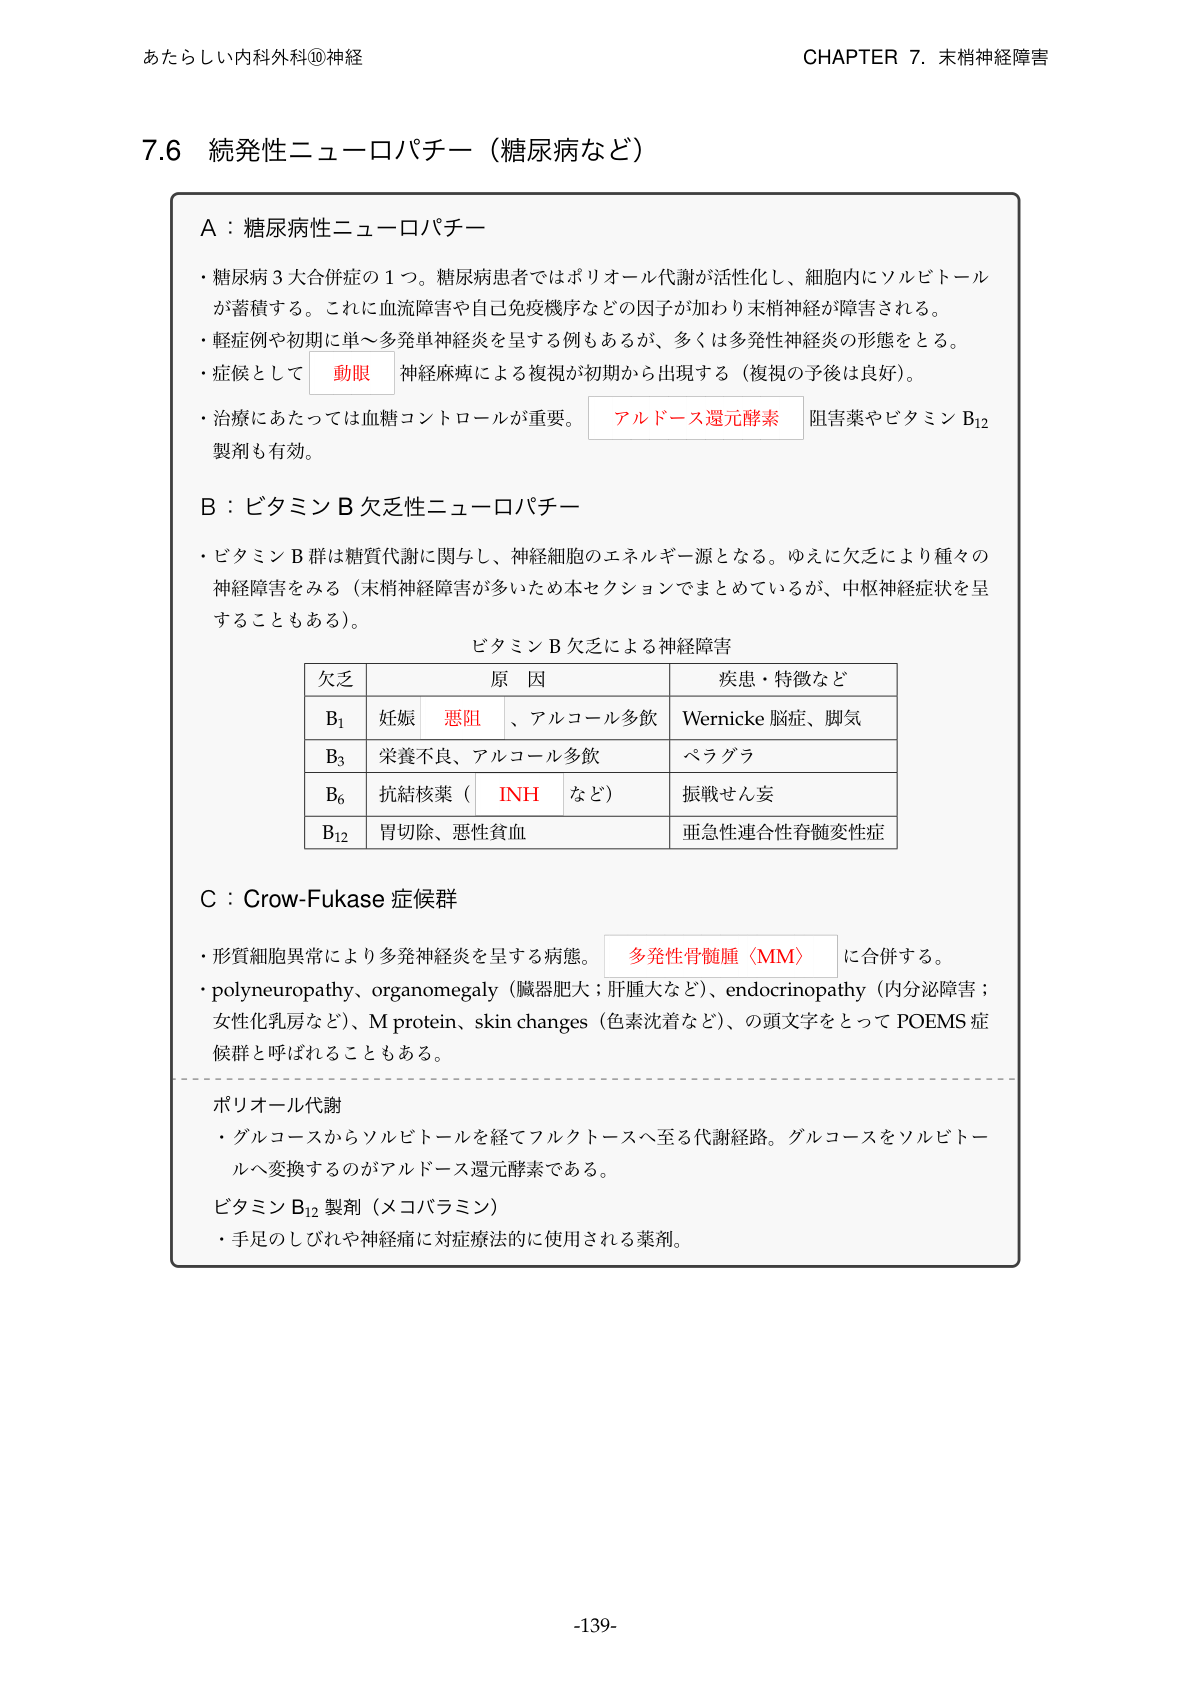 あたらしい内科外科⑩神経
CHAPTER 7. 末梢神経障害
7.6 続発性ニューロパチー（糖尿病など）
A：糖尿病性ニューロパチー
・糖尿病 3 大合併症の 1 つ。糖尿病患者ではポリオール代謝が活性化し、細胞内にソルビトール
が蓄積する。これに血流障害や自己免疫機序などの因子が加わり末梢神経が障害される。
・軽症例や初期に単〜多発単神経炎を呈する例もあるが、多くは多発性神経炎の形態をとる。
・症候として 動眼 神経麻痺による複視が初期から出現する（複視の予後は良好）。
・治療にあたっては血糖コントロールが重要。 アルドース還元酵素 阻害薬やビタミン B₁₂
製剤も有効。
B：ビタミン B 欠乏性ニューロパチー
・ビタミン B 群は糖質代謝に関与し、神経細胞のエネルギー源となる。ゆえに欠乏により種々の
神経障害をみる（末梢神経障害が多いため本セクションでまとめているが、中枢神経症状を呈
することもある）。
ビタミン B 欠乏による神経障害
欠乏 原 因 疾患・特徴など
B₁ 妊娠 悪阻 、アルコール多飲 Wernicke 脳症、脚気
B₃ 栄養不良、アルコール多飲 ペラグラ
B₆ 抗結核薬（ INH など） 振戦せん妄
B₁₂ 胃切除、悪性貧血 亜急性連合性脊髄変性症
C：Crow-Fukase 症候群
・形質細胞異常により多発神経炎を呈する病態。 多発性骨髄腫〈MM〉 に合併する。
・polyneuropathy、organomegaly（臓器肥大；肝腫大など）、endocrinopathy（内分泌障害；
女性化乳房など）、M protein、skin changes（色素沈着など）、の頭文字をとって POEMS 症
候群と呼ばれることもある。
ポリオール代謝
・グルコースからソルビトールを経てフルクトースへ至る代謝経路。グルコースをソルビトー
ルへ変換するのがアルドース還元酵素である。
ビタミン B₁₂ 製剤（メコバラミン）
・手足のしびれや神経痛に対症療法的に使用される薬剤。
-139-